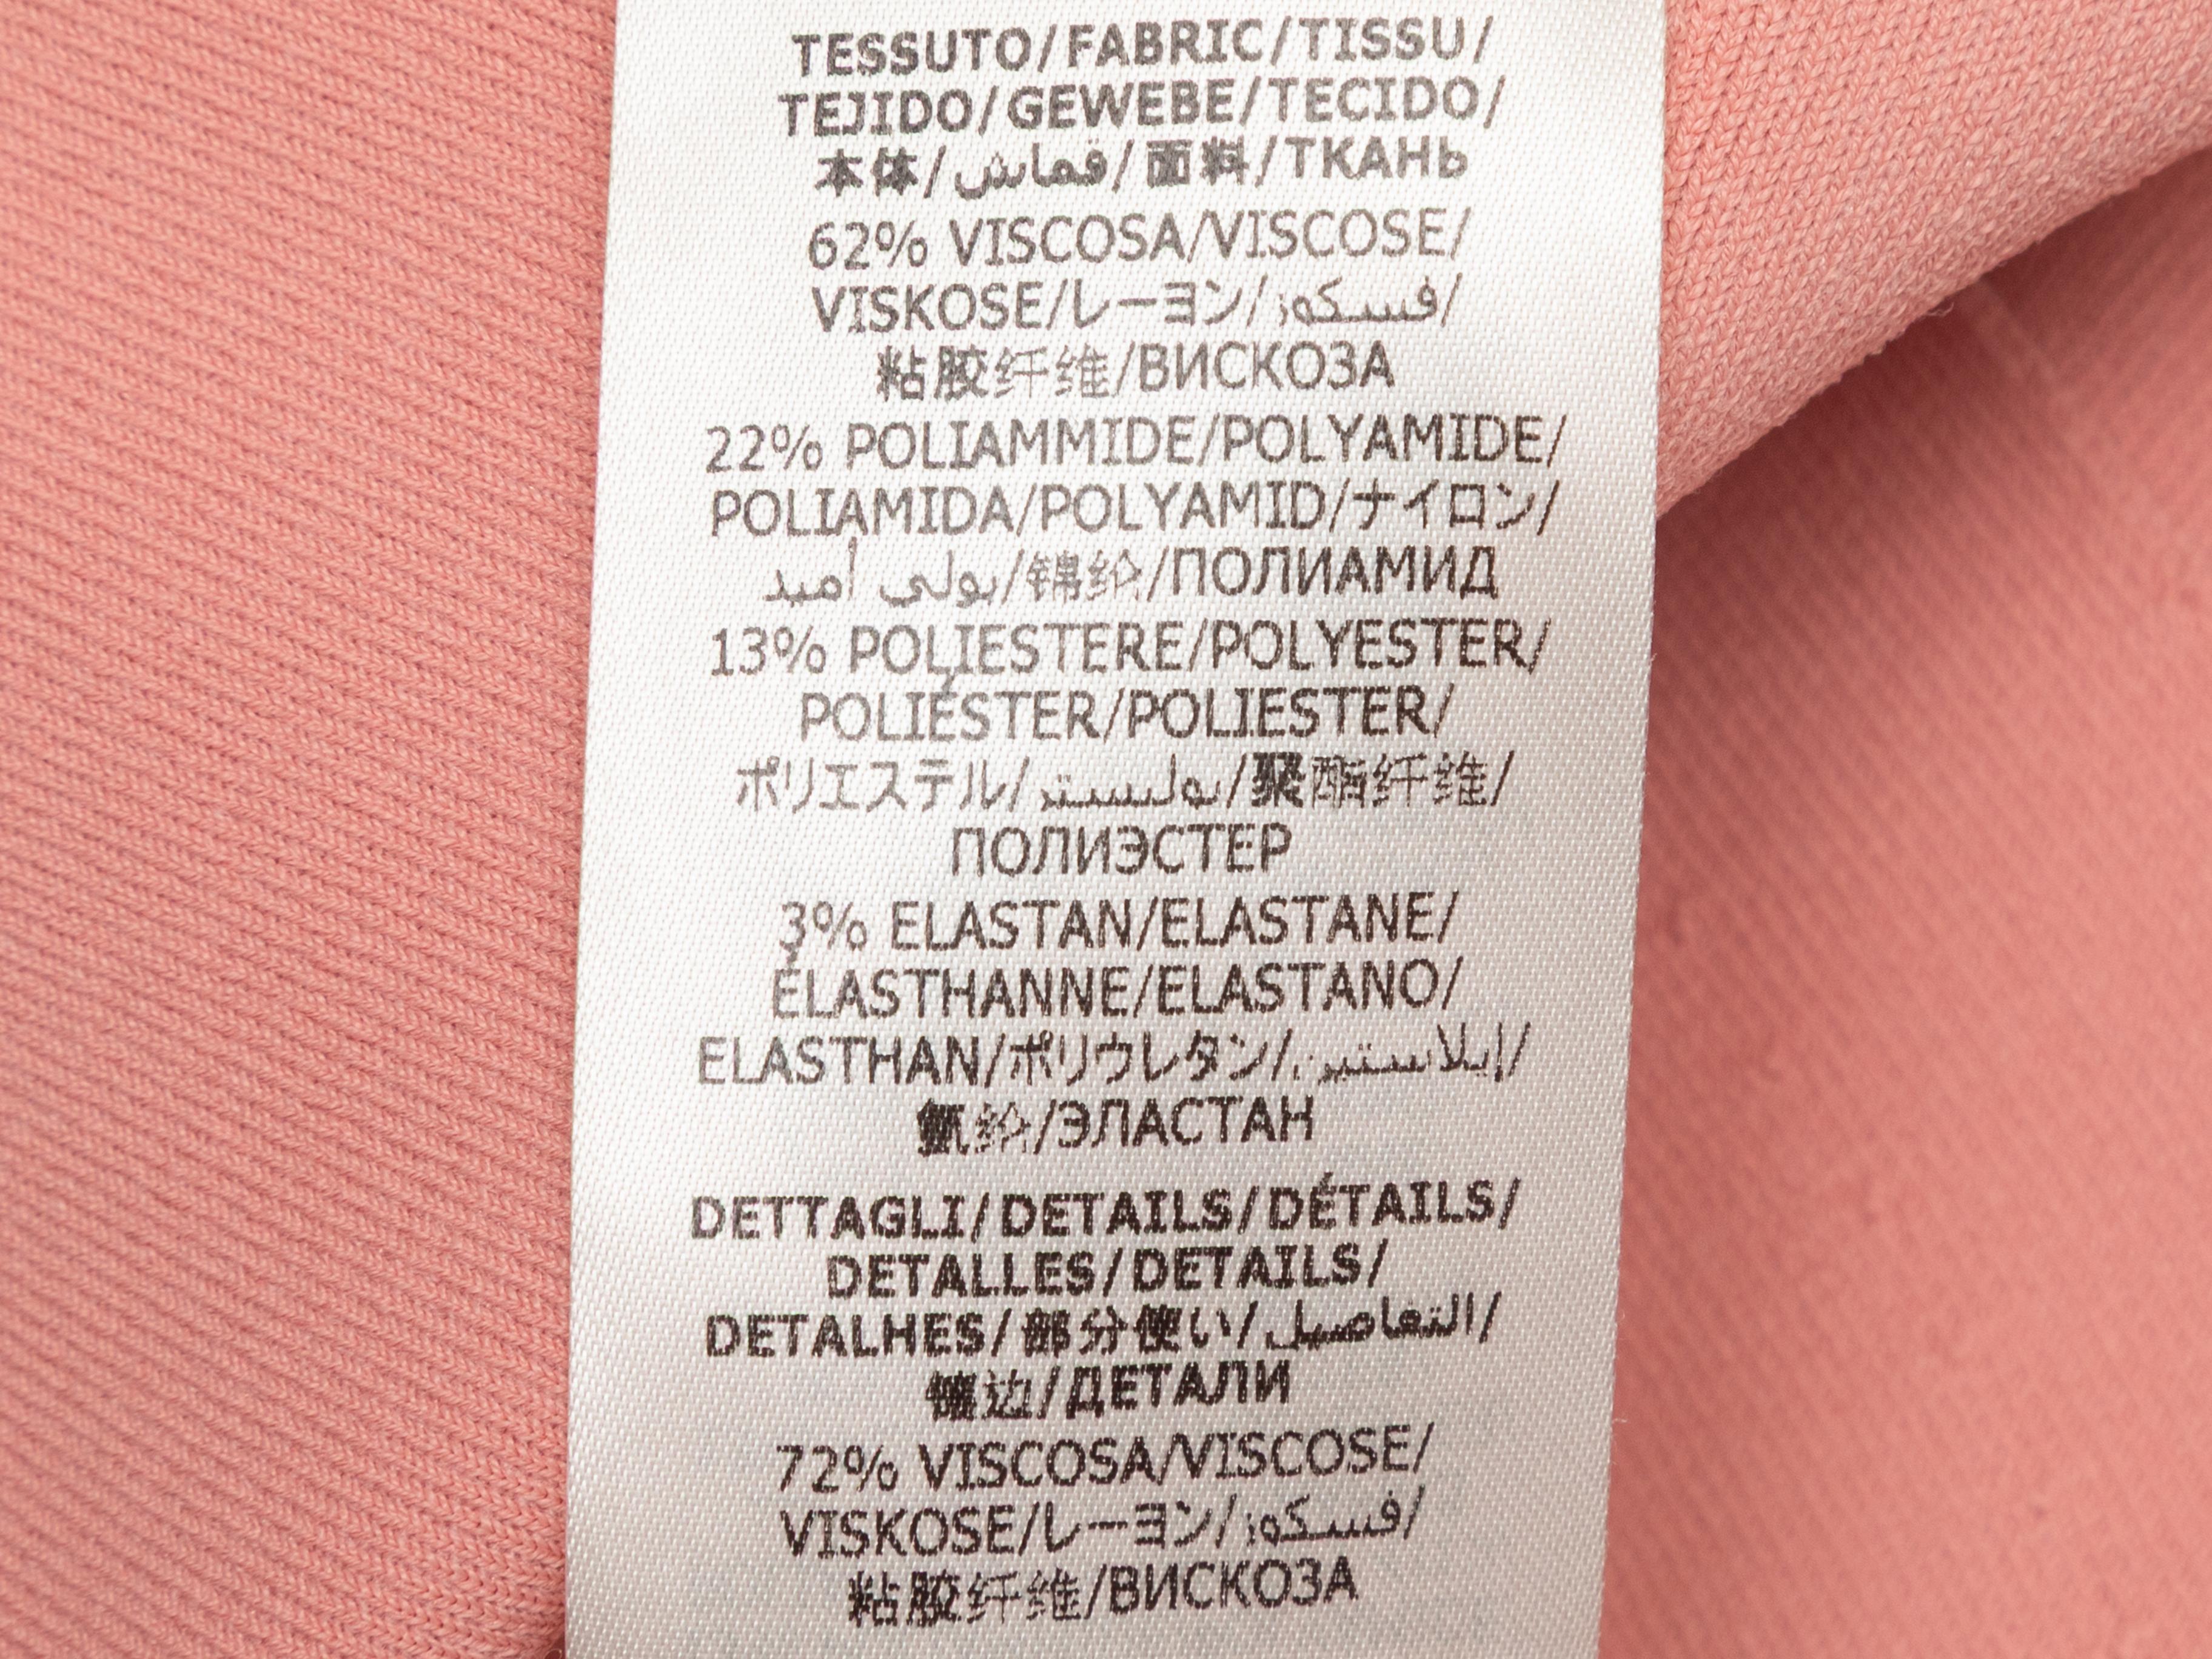 TESSUTO/FABRIC/TISSU/
TEJIDO/GEWEBE/TECIDO/
本体/قماش/面料/ТКАНЬ
62% VISCOSA/VISCOSE/
VISKOSE/レーヨン/فسكوز/
粘胶纤维/ВИСКОЗА
22% POLIAMMIDE/POLYAMIDE/
POLIAMIDA/POLYAMID/ナイロン/
بولي أميد/锦纶/ПОЛИАМИД
13% POLIESTERE/POLYESTER/
POLIÉSTER/POLIESTER/
ポリエステル/بوليستر/聚酯纤维/
ПОЛИЭСТЕР
3% ELASTAN/ELASTANE/
ÉLASTHANNE/ELASTANO/
ELASTHAN/ポリウレタン/إيلاستين/
氨纶/ЭЛАСТАН
DETTAGLI/DETAILS/DÉTAILS/
DETALLES/DETAILS/
DETALHES/部分使い/التفاصيل/
镶边/ДЕТАЛИ
72% VISCOSA/VISCOSE/
VISKOSE/レーヨン/فسكوز/
粘胶纤维/ВИСКОЗА